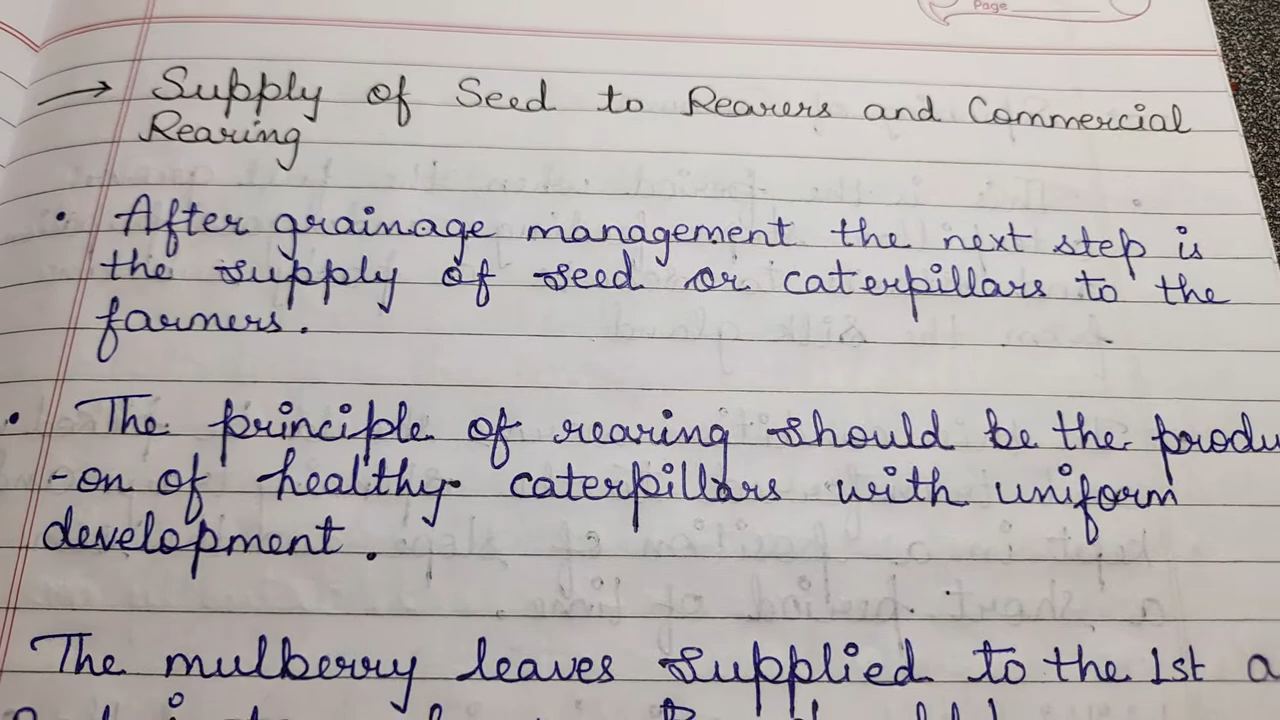 Page
→ Supply of Seed to Rearers and Commercial
Rearing
• After grainage management the next step is
the supply of seed or caterpillars to the
farmers.
• The principle of rearing should be the produ
-on of healthy caterpillars with uniform
development.
The mulberry leaves supplied to the 1st a